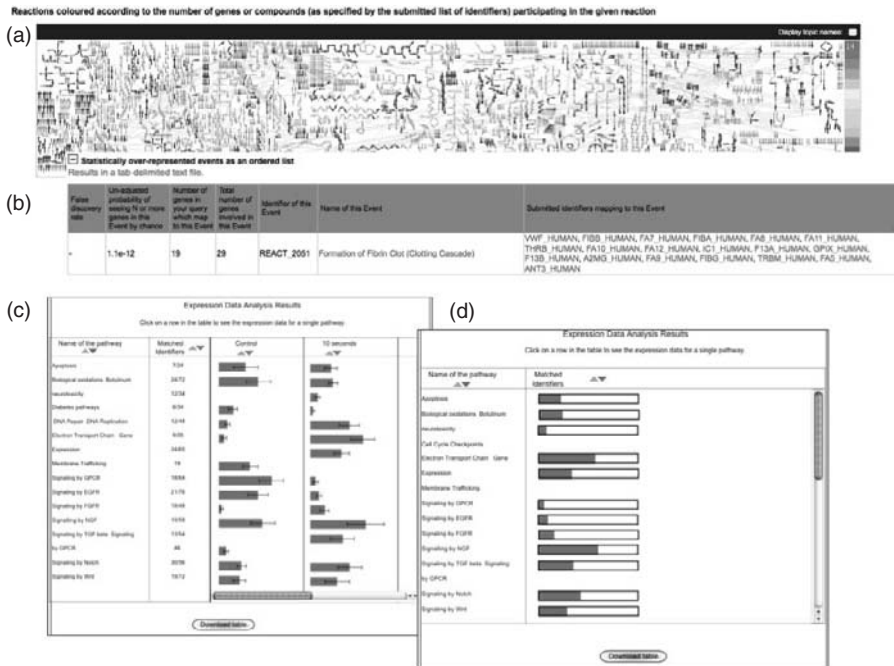 Reactions coloured according to the number of genes or compounds (as specified by the submitted list of identifiers) participating in the given reaction
(a)
Display topic names:
Statistically over-represented events as an ordered list
Results in a tab-delimited text file.
(b)
False discovery rate
Un-adjusted probability of seeing N or more genes in this Event by chance
Number of genes in your query which map to this Event
Total number of genes involved in this Event
Identifier of this Event
Name of this Event
Submitted identifiers mapping to this Event
- 1.1e-12 19 29 REACT_2051 Formation of Fibrin Clot (Clotting Cascade)
VWF_HUMAN, FIBB_HUMAN, FA7_HUMAN, FIBA_HUMAN, FA8_HUMAN, FA11_HUMAN,
THRB_HUMAN, FA10_HUMAN, FA12_HUMAN, IC1_HUMAN, F13A_HUMAN, GPIX_HUMAN,
F13B_HUMAN, A2MG_HUMAN, FA9_HUMAN, FIBG_HUMAN, TRBM_HUMAN, FA5_HUMAN,
ANT3_HUMAN
(c)
Expression Data Analysis Results
Click on a row in the table to see the expression data for a single pathway.
Name of the pathway
Matched Identifiers
Control
10 seconds
Apoptosis
Biological oxidations Botulinum
neurotoxicity
Diabetes pathways
DNA Repair DNA Replication
Electron Transport Chain Gene
Expression
Membrane Trafficking
Signaling by GPCR
Signaling by EGFR
Signaling by FGFR
Signaling by NGF
Signaling by TGF beta Signaling
by GPCR
Signaling by Notch
Signaling by Wnt
Download table
(d)
Expression Data Analysis Results
Click on a row in the table to see the expression data for a single pathway.
Name of the pathway
Matched Identifiers
Apoptosis
Biological oxidations Botulinum
neurotoxicity
Cell Cycle Checkpoints
Electron Transport Chain Gene
Expression
Membrane Trafficking
Signaling by GPCR
Signaling by EGFR
Signaling by FGFR
Signaling by NGF
Signaling by TGF beta Signaling
by GPCR
Signaling by Notch
Signaling by Wnt
Download table